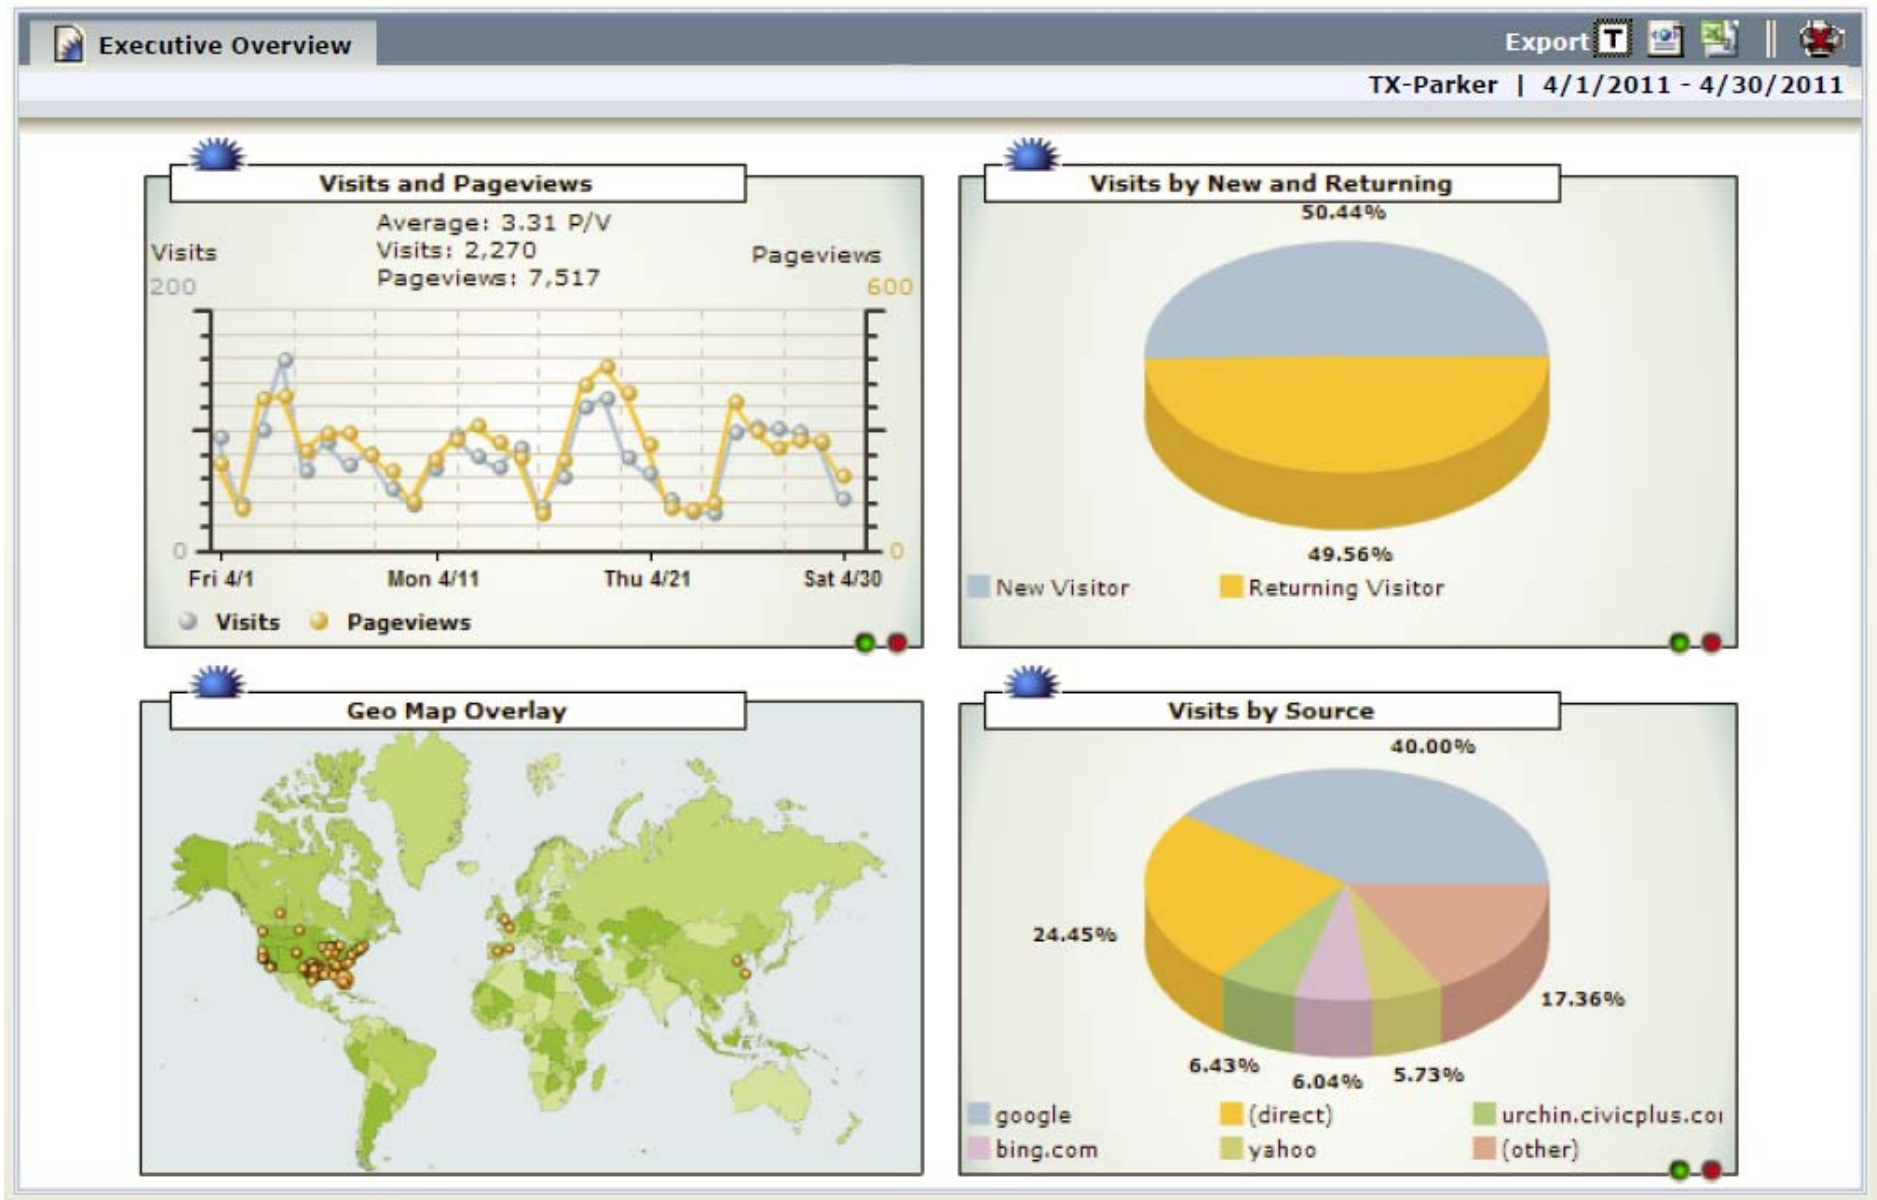 Executive Overview
Export T
TX-Parker | 4/1/2011 - 4/30/2011
Visits and Pageviews
Average: 3.31 P/V
Visits: 2,270
Pageviews: 7,517
Visits
Pageviews
200
600
0
0
Fri 4/1 Mon 4/11 Thu 4/21 Sat 4/30
Visits Pageviews
Visits by New and Returning
50.44%
49.56%
New Visitor Returning Visitor
Geo Map Overlay
Visits by Source
40.00%
24.45%
17.36%
6.43%
6.04%
5.73%
google (direct) urchin.civicplus.co
bing.com yahoo (other)